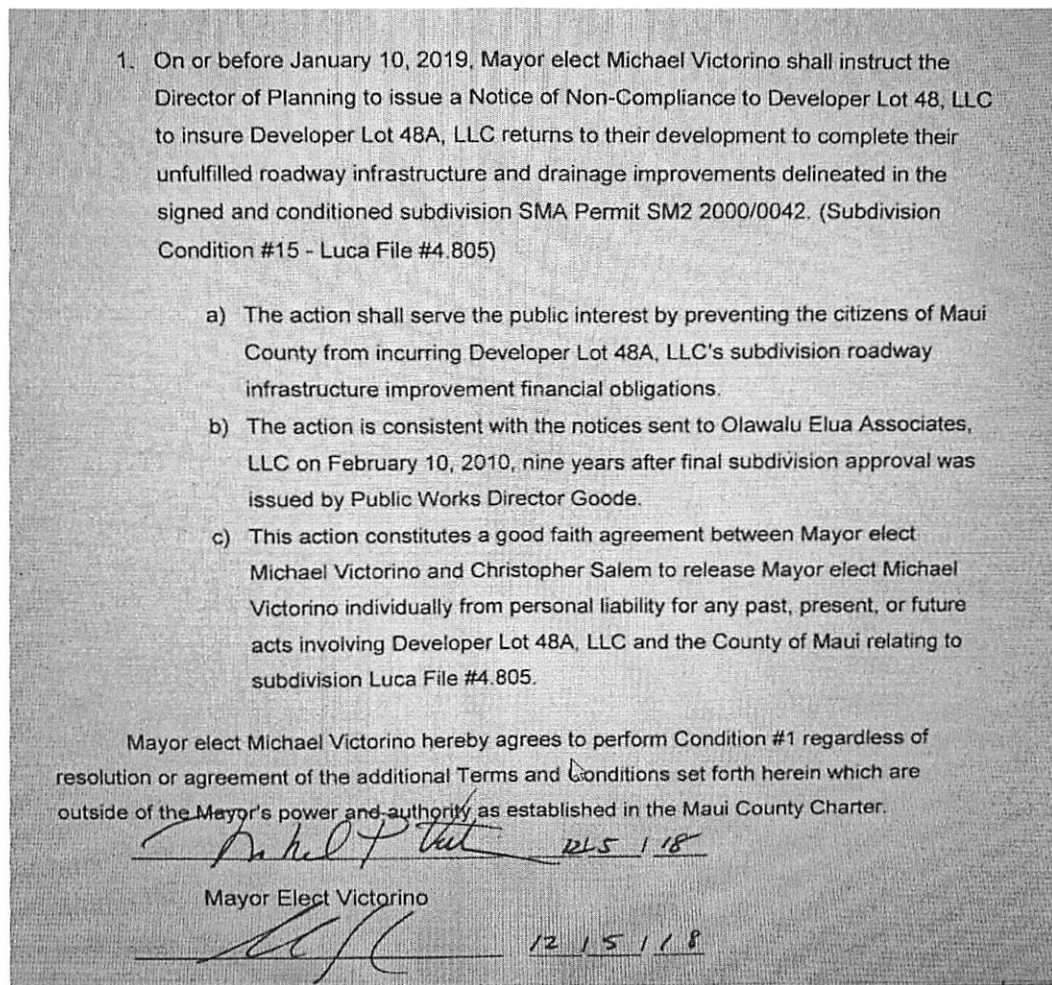 1. On or before January 10, 2019, Mayor elect Michael Victorino shall instruct the
Director of Planning to issue a Notice of Non-Compliance to Developer Lot 48, LLC
to insure Developer Lot 48A, LLC returns to their development to complete their
unfulfilled roadway infrastructure and drainage improvements delineated in the
signed and conditioned subdivision SMA Permit SM2 2000/0042. (Subdivision
Condition #15 - Luca File #4.805)
a) The action shall serve the public interest by preventing the citizens of Maui
County from incurring Developer Lot 48A, LLC's subdivision roadway
infrastructure improvement financial obligations.
b) The action is consistent with the notices sent to Olawalu Elua Associates,
LLC on February 10, 2010, nine years after final subdivision approval was
issued by Public Works Director Goode.
c) This action constitutes a good faith agreement between Mayor elect
Michael Victorino and Christopher Salem to release Mayor elect Michael
Victorino individually from personal liability for any past, present, or future
acts involving Developer Lot 48A, LLC and the County of Maui relating to
subdivision Luca File #4.805.
Mayor elect Michael Victorino hereby agrees to perform Condition #1 regardless of
resolution or agreement of the additional Terms and Conditions set forth herein which are
outside of the Mayor's power and authority as established in the Maui County Charter.
12/5/18
Mayor Elect Victorino
12/5/18